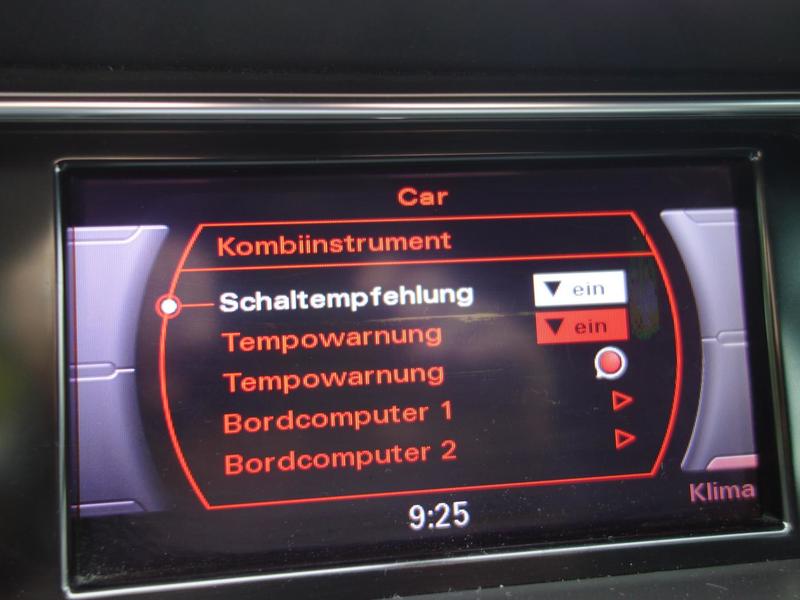 Car
Kombiinstrument
Schaltempfehlung ein
Tempowarnung ein
Tempowarnung
Bordcomputer 1
Bordcomputer 2
Klima
9:25